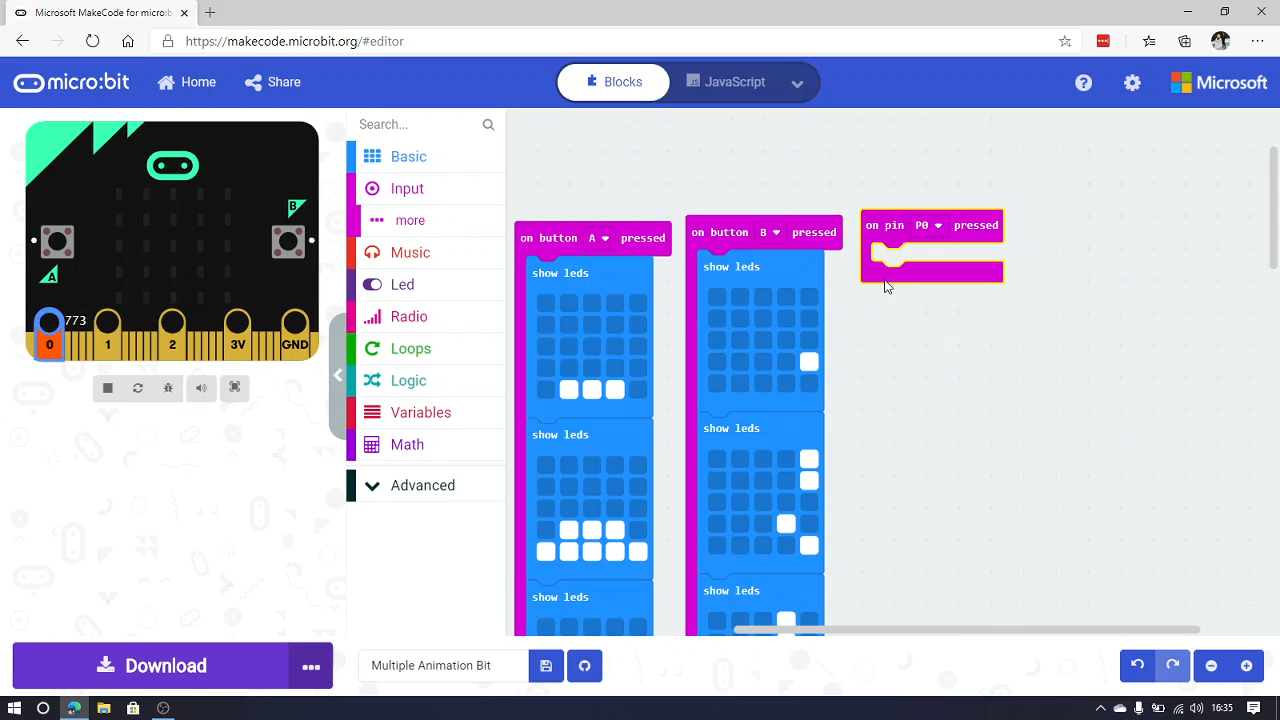 Microsoft MakeCode for micro:b
https://makecode.microbit.org/#editor
micro:bit
Home
Share
Blocks
JS
JavaScript
?
Microsoft
B
A
773
0
1
2
3V
GND
Download
Search...
Basic
Input
more
Music
Led
Radio
Loops
Logic
Variables
Math
Advanced
on button A pressed
show leds
show leds
show leds
on button B pressed
show leds
show leds
show leds
on pin P0 pressed
Multiple Animation Bit
16:35